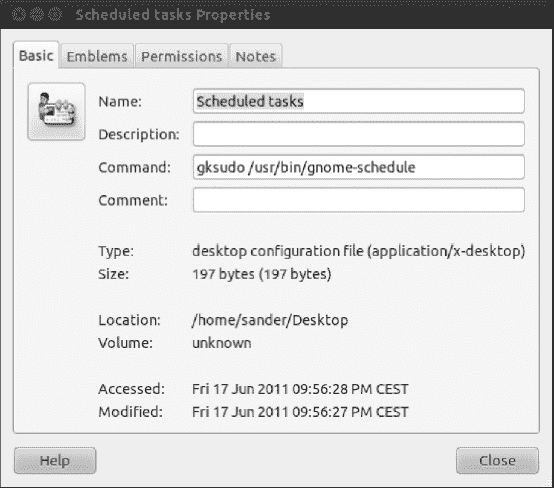 Scheduled tasks Properties
Basic Emblems Permissions Notes
Name: Scheduled tasks
Description:
Command: gksudo /usr/bin/gnome-schedule
Comment:
Type: desktop configuration file (application/x-desktop)
Size: 197 bytes (197 bytes)
Location: /home/sander/Desktop
Volume: unknown
Accessed: Fri 17 Jun 2011 09:56:28 PM CEST
Modified: Fri 17 Jun 2011 09:56:27 PM CEST
Help Close